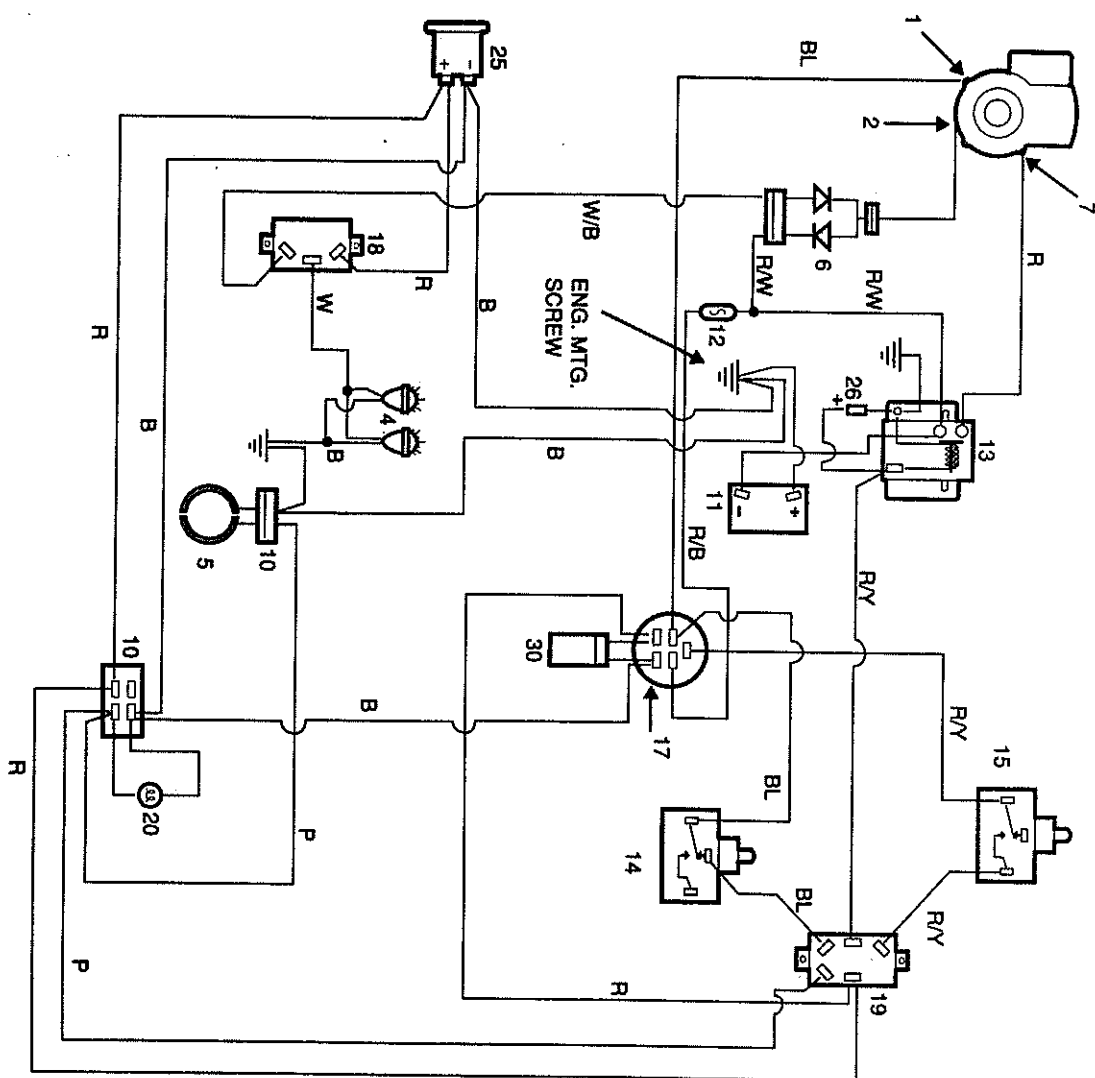 1
BL
25
+ -
2
7
W/B
R
18
6
R/W
R/W
R
W
B
ENG. MTG.
SCREW
12
26
+
13
R
B
4
B
B
11
- +
10
5
R/B
R/Y
10
30
17
B
R/Y
15
R
20
P
BL
14
BL
R/Y
P
R
19